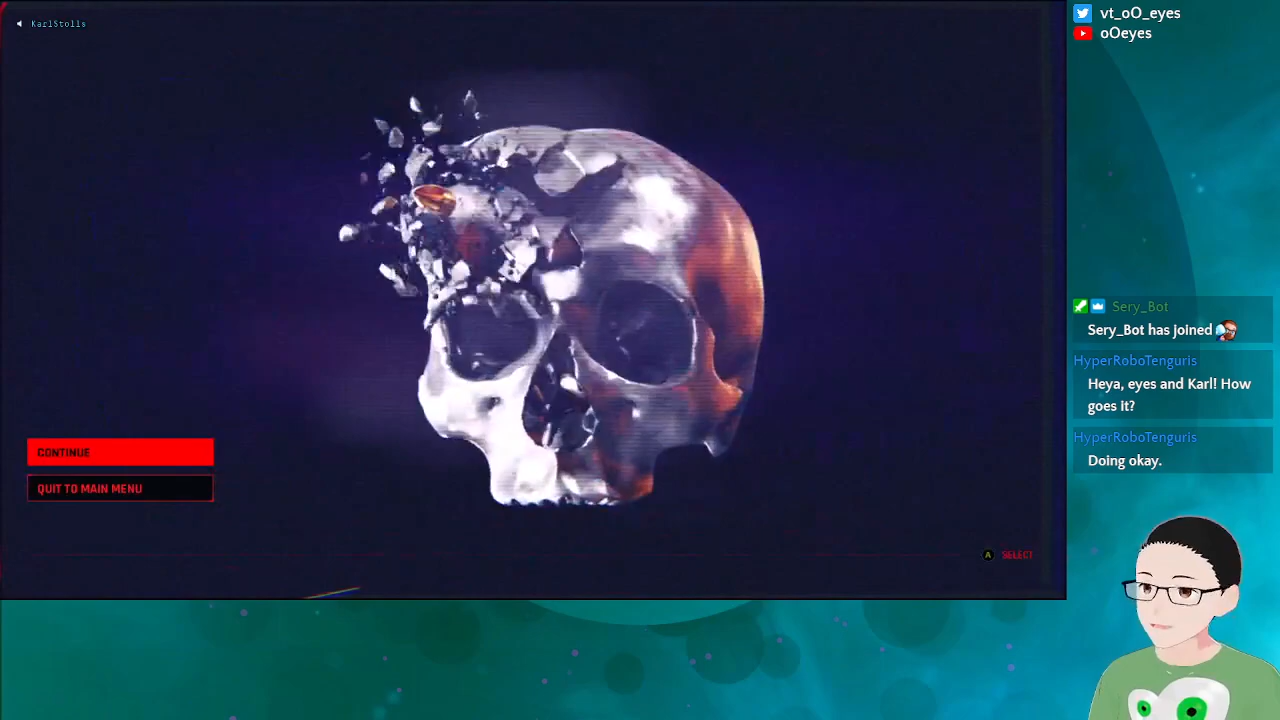 KarlStolls
CONTINUE
QUIT TO MAIN MENU
A SELECT
vt_oO_eyes
oOeyes
Sery_Bot
Sery_Bot has joined
HyperRoboTenguris
Heya, eyes and Karl! How
goes it?
HyperRoboTenguris
Doing okay.